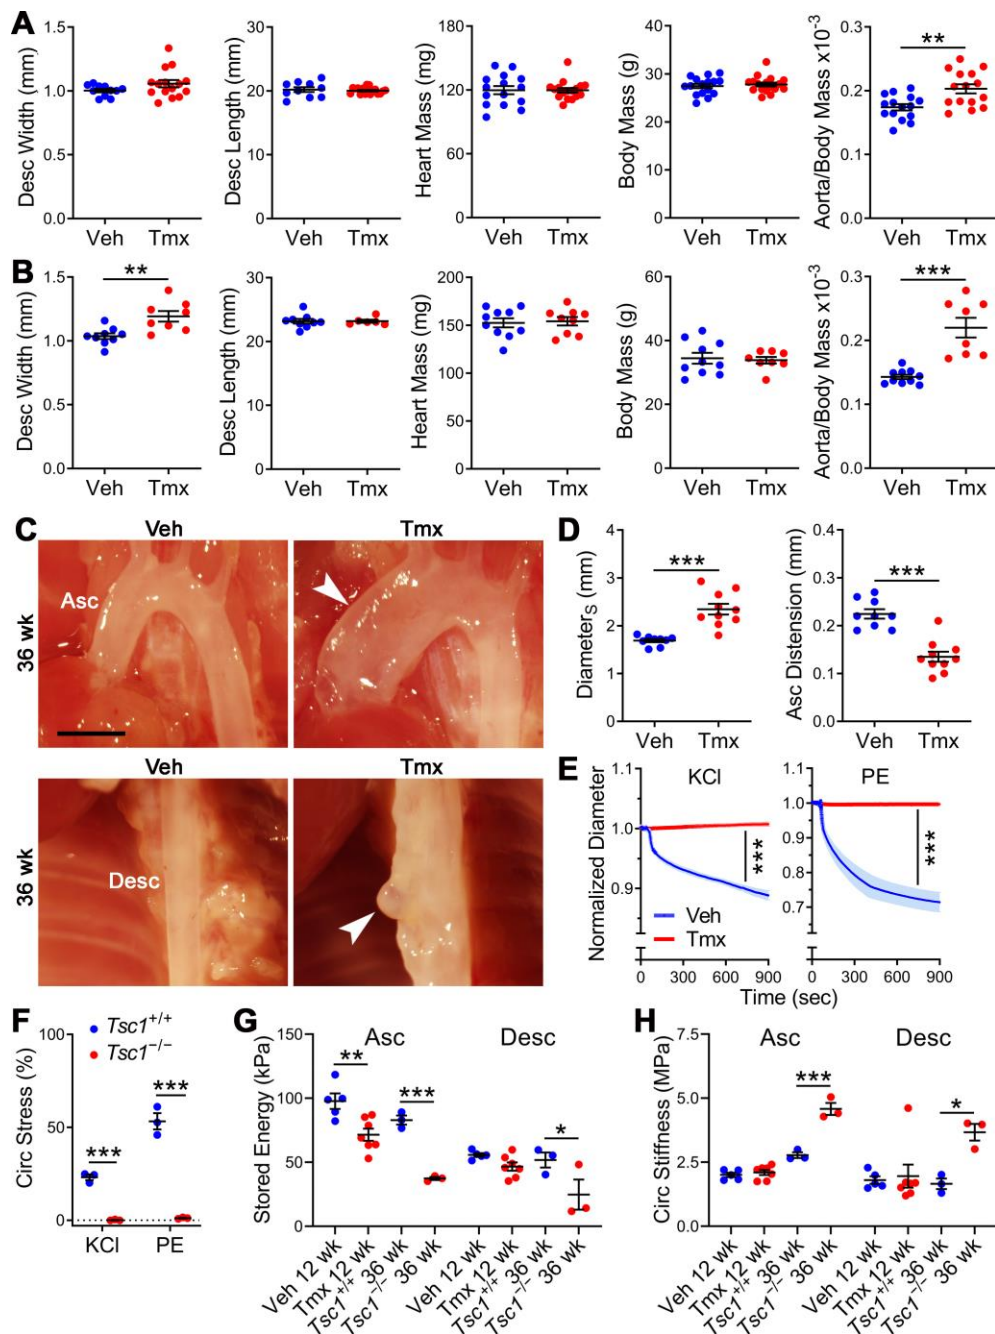 A
Desc Width (mm)
1.5
1.0
0.5
0.0
Veh Tmx
Desc Length (mm)
30
20
10
0
Veh Tmx
Heart Mass (mg)
180
120
60
0
Veh Tmx
Body Mass (g)
40
30
20
10
0
Veh Tmx
Aorta/Body Mass x10⁻³
0.3
0.2
0.1
0.0
**
Veh Tmx
B
Desc Width (mm)
1.5
1.0
0.5
0.0
**
Veh Tmx
Desc Length (mm)
30
20
10
0
Veh Tmx
Heart Mass (mg)
200
150
100
50
0
Veh Tmx
Body Mass (g)
60
40
20
0
Veh Tmx
Aorta/Body Mass x10⁻³
0.3
0.2
0.1
0.0
***
Veh Tmx
C
Veh Tmx
36 wk
Asc
Veh Tmx
36 wk
Desc
D
Diameterₛ (mm)
4
3
2
1
0
***
Veh Tmx
Asc Distension (mm)
0.4
0.3
0.2
0.1
0.0
***
Veh Tmx
E
Normalized Diameter
KCl
1.1
1.0
0.9
***
Veh
Tmx
0 300 600 900
PE
1.1
1.0
0.9
0.8
0.7
***
0 300 600 900
Time (sec)
F
Tsc1⁺/⁺
Tsc1⁻/⁻
Circ Stress (%)
100
50
0
***
***
KCl PE
G
Stored Energy (kPa)
150
100
50
0
Asc Desc
**
***
*
Veh 12 wk
Tmx 12 wk
Tsc1⁺/⁺ 36 wk
Tsc1⁻/⁻ 36 wk
Veh 12 wk
Tmx 12 wk
Tsc1⁺/⁺ 36 wk
Tsc1⁻/⁻ 36 wk
H
Circ Stiffness (MPa)
7.5
5.0
2.5
0.0
Asc Desc
***
*
Veh 12 wk
Tmx 12 wk
Tsc1⁺/⁺ 36 wk
Tsc1⁻/⁻ 36 wk
Veh 12 wk
Tmx 12 wk
Tsc1⁺/⁺ 36 wk
Tsc1⁻/⁻ 36 wk